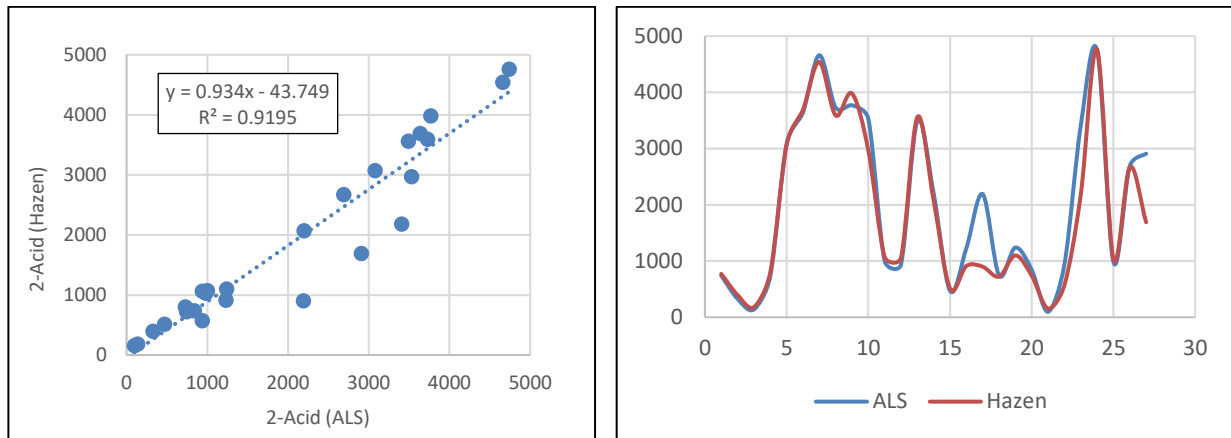 5000
4000
3000
2000
1000
0
2-Acid (Hazen)
y = 0.934x - 43.749
R² = 0.9195
0 1000 2000 3000 4000 5000
2-Acid (ALS)
5000
4000
3000
2000
1000
0
0 5 10 15 20 25 30
ALS Hazen